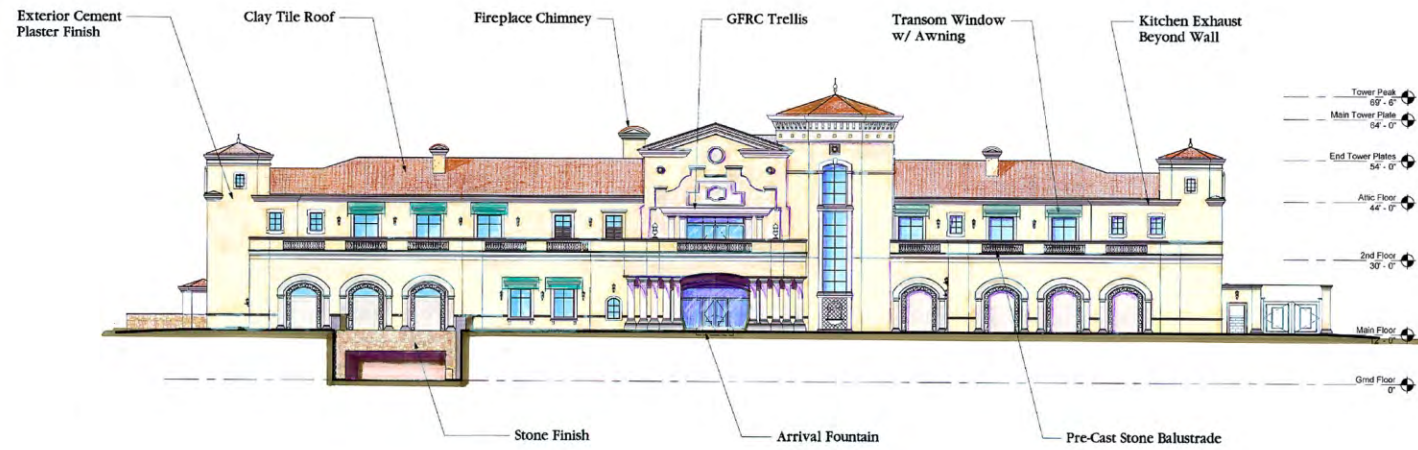 Exterior Cement
Plaster Finish
Clay Tile Roof
Fireplace Chimney
GFRC Trellis
Transom Window
w/ Awning
Kitchen Exhaust
Beyond Wall
Tower Peak
69' - 6"
Main Tower Plate
64' - 0"
End Tower Plates
54' - 0"
Attic Floor
44' - 0"
2nd Floor
30' - 0"
Main Floor
12' - 0"
Grnd Floor
0"
Stone Finish
Arrival Fountain
Pre-Cast Stone Balustrade